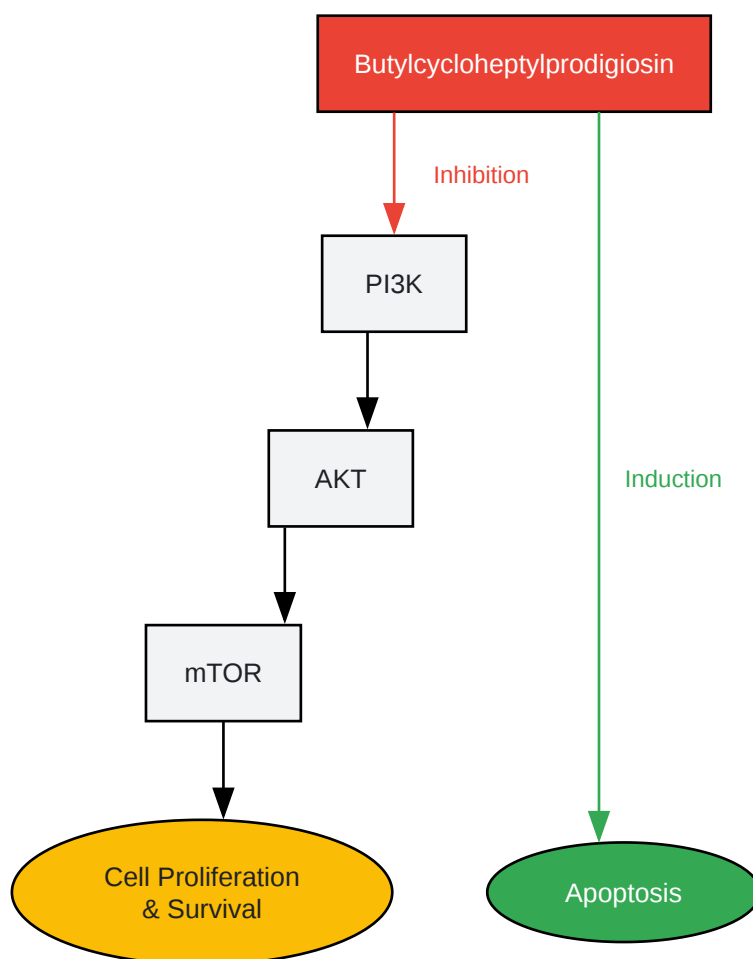 Butylcycloheptylprodigiosin
Inhibition
PI3K
AKT
Induction
mTOR
Cell Proliferation
& Survival
Apoptosis